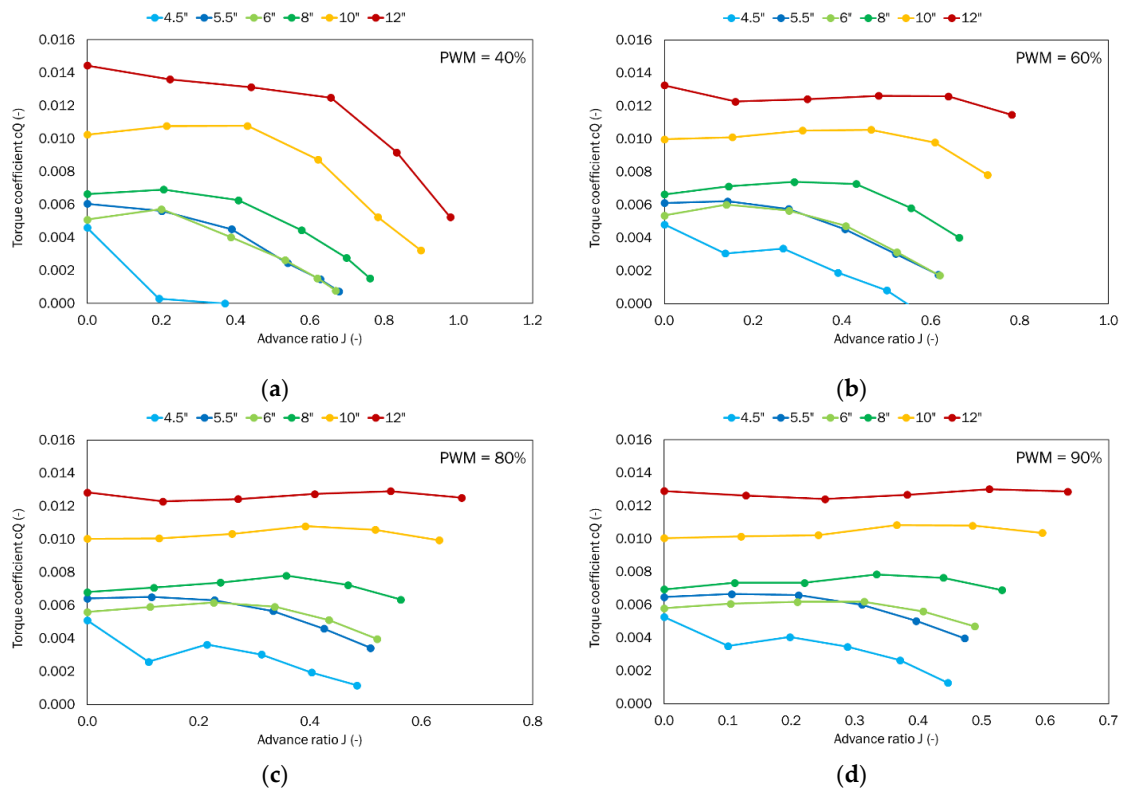 4.5" 5.5" 6" 8" 10" 12"
PWM = 40%
Torque coefficient cQ (-)
0.016
0.014
0.012
0.010
0.008
0.006
0.004
0.002
0.000
0.0 0.2 0.4 0.6 0.8 1.0 1.2
Advance ratio J (-)
(a)
4.5" 5.5" 6" 8" 10" 12"
PWM = 60%
Torque coefficient cQ (-)
0.016
0.014
0.012
0.010
0.008
0.006
0.004
0.002
0.000
0.0 0.2 0.4 0.6 0.8 1.0
Advance ratio J (-)
(b)
4.5" 5.5" 6" 8" 10" 12"
PWM = 80%
Torque coefficient cQ (-)
0.016
0.014
0.012
0.010
0.008
0.006
0.004
0.002
0.000
0.0 0.2 0.4 0.6 0.8
Advance ratio J (-)
(c)
4.5" 5.5" 6" 8" 10" 12"
PWM = 90%
Torque coefficient cQ (-)
0.016
0.014
0.012
0.010
0.008
0.006
0.004
0.002
0.000
0.0 0.1 0.2 0.3 0.4 0.5 0.6 0.7
Advance ratio J (-)
(d)